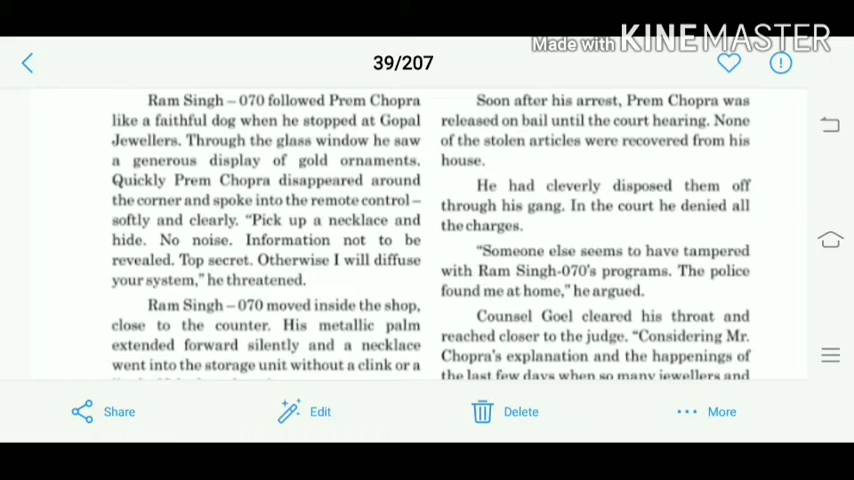 Made with KINEMASTER
39/207
Ram Singh – 070 followed Prem Chopra
like a faithful dog when he stopped at Gopal
Jewellers. Through the glass window he saw
a generous display of gold ornaments.
Quickly Prem Chopra disappeared around
the corner and spoke into the remote control –
softly and clearly. “Pick up a necklace and
hide. No noise. Information not to be
revealed. Top secret. Otherwise I will diffuse
your system,” he threatened.
Ram Singh – 070 moved inside the shop,
close to the counter. His metallic palm
extended forward silently and a necklace
went into the storage unit without a clink or a
Soon after his arrest, Prem Chopra was
released on bail until the court hearing. None
of the stolen articles were recovered from his
house.
He had cleverly disposed them off
through his gang. In the court he denied all
the charges.
“Someone else seems to have tampered
with Ram Singh-070’s programs. The police
found me at home,” he argued.
Counsel Goel cleared his throat and
reached closer to the judge. “Considering Mr.
Chopra’s explanation and the happenings of
the last few days when so many jewellers and
Share
Edit
Delete
More